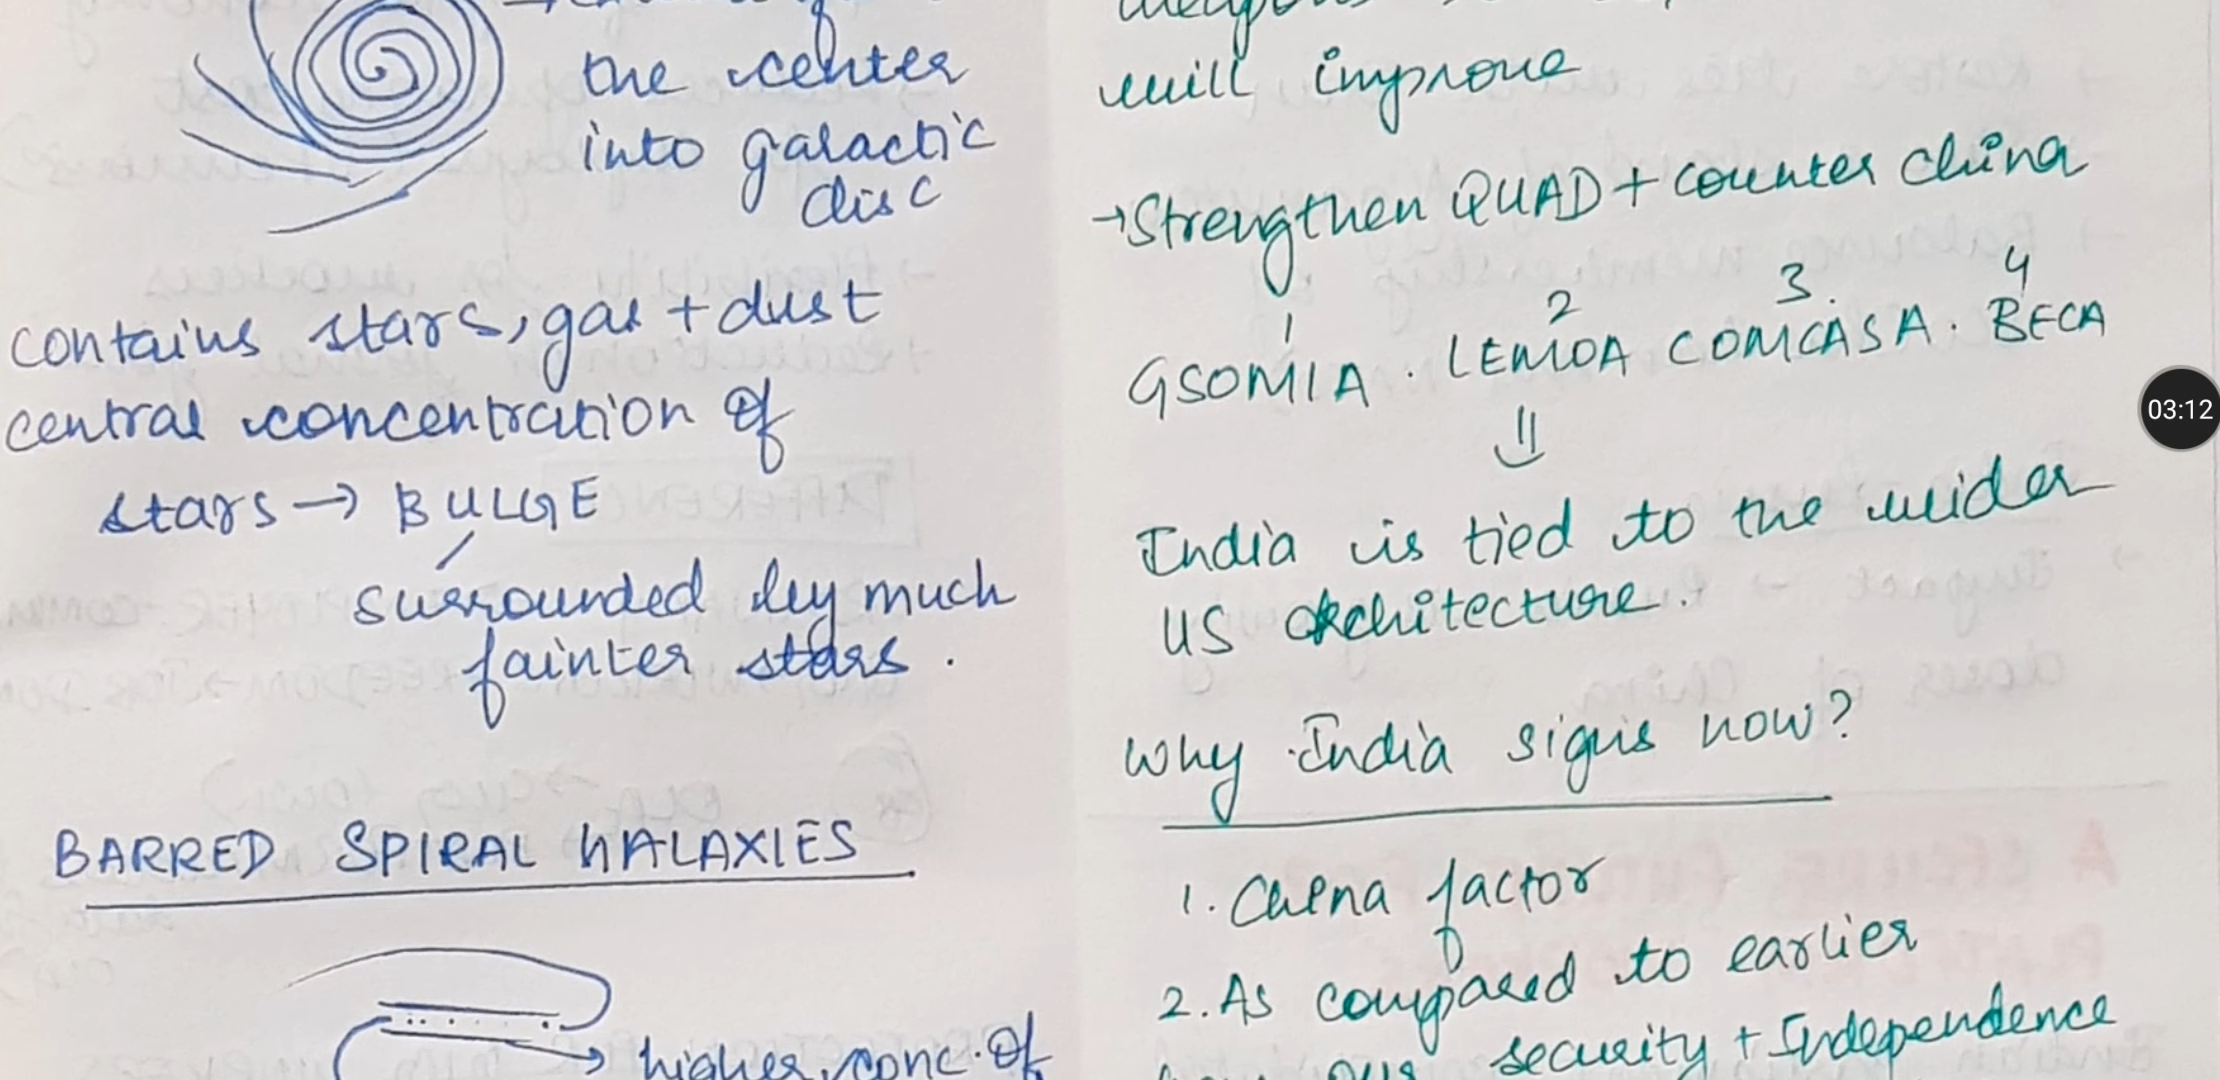 the center
into galactic
disc
contains stars, gas + dust
central concentration of
stars → BULGE
surrounded by much
fainter stars.
BARRED SPIRAL GALAXIES
higher conc. of
will improve
→ Strengthen QUAD + counter China
1 2 3. 4
GSOMIA. LEMOA COMCASA. BECA
⇓
India is tied to the wider
US architecture.
Why India signs now?
1. China factor
2. As compared to earlier
security + Independence
03:12